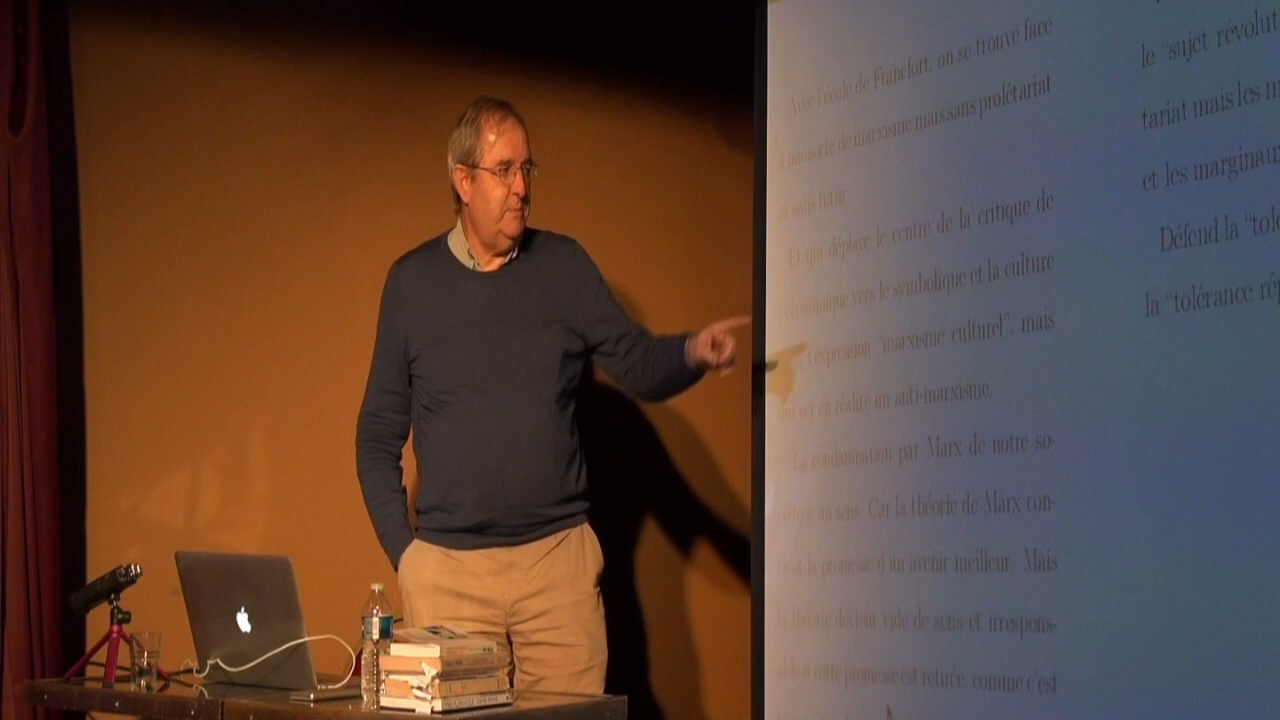 Avec l'école de Francfort, on se trouve face
à une sorte de marxisme mais sans prolétariat
et sans futur.
Et qui déplace le centre de la critique de
l'économique vers le symbolique et la culture
l'expression "marxisme culturel", mais
qui est en réalité un anti-marxisme.
La condamnation par Marx de notre so-
a un sens. Car la théorie de Marx con-
tient la promesse d'un avenir meilleur. Mais
la théorie devient vide de sens et irrespons-
able si cette promesse est retirée, comme c'est
le "sujet révolut
tariat mais les m
et les marginau
Défend la "tol
la "tolérance ré